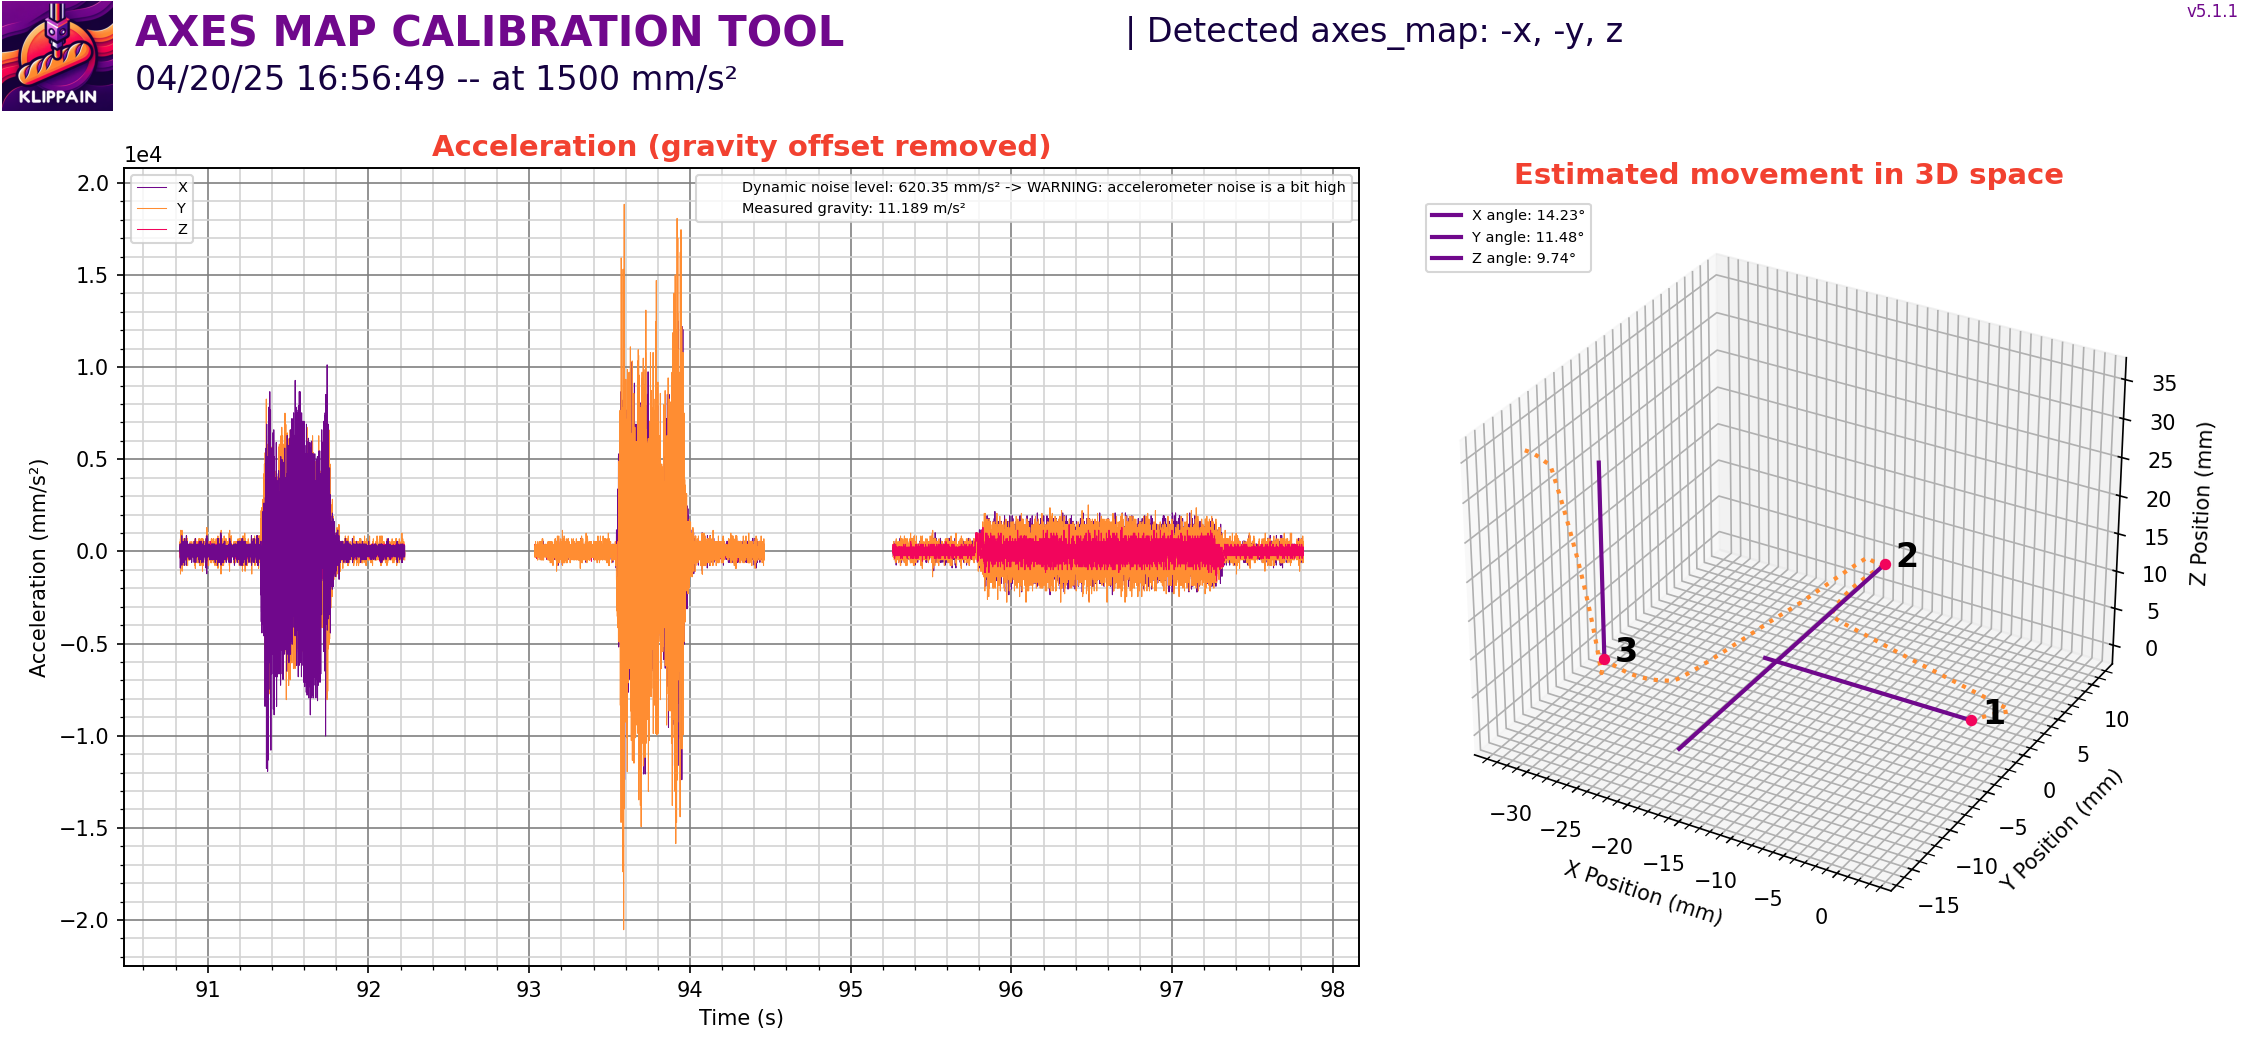 AXES MAP CALIBRATION TOOL
| Detected axes_map: -x, -y, z
v5.1.1
04/20/25 16:56:49 -- at 1500 mm/s²
KLIPPAIN
Acceleration (gravity offset removed)
1e4
X
Y
Z
Dynamic noise level: 620.35 mm/s² -> WARNING: accelerometer noise is a bit high
Measured gravity: 11.189 m/s²
2.0
1.5
1.0
0.5
0.0
−0.5
−1.0
−1.5
−2.0
Acceleration (mm/s²)
91
92
93
94
95
96
97
98
Time (s)
Estimated movement in 3D space
X angle: 14.23°
Y angle: 11.48°
Z angle: 9.74°
1
2
3
−30
−25
−20
−15
−10
−5
0
X Position (mm)
−15
−10
−5
0
5
10
Y Position (mm)
0
5
10
15
20
25
30
35
Z Position (mm)